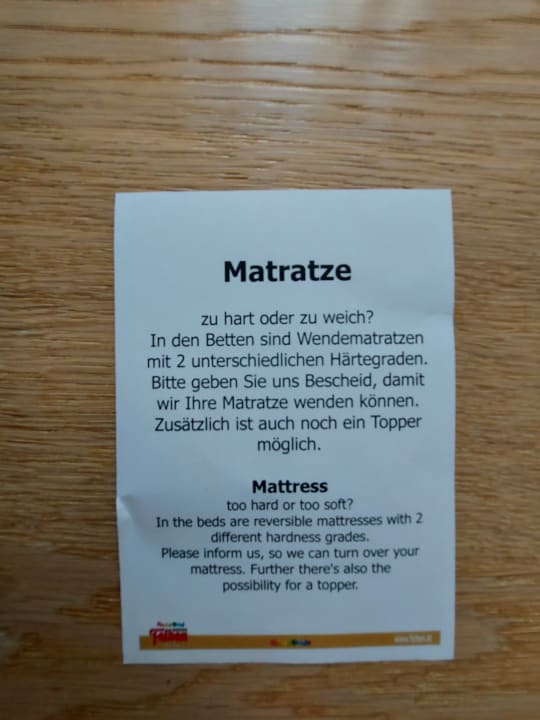 Matratze
zu hart oder zu weich?
In den Betten sind Wendematratzen
mit 2 unterschiedlichen Härtegraden.
Bitte geben Sie uns Bescheid, damit
wir Ihre Matratze wenden können.
Zusätzlich ist auch noch ein Topper
möglich.
Mattress
too hard or too soft?
In the beds are reversible mattresses with 2
different hardness grades.
Please inform us, so we can turn over your
mattress. Further there's also the
possibility for a topper.
Felben